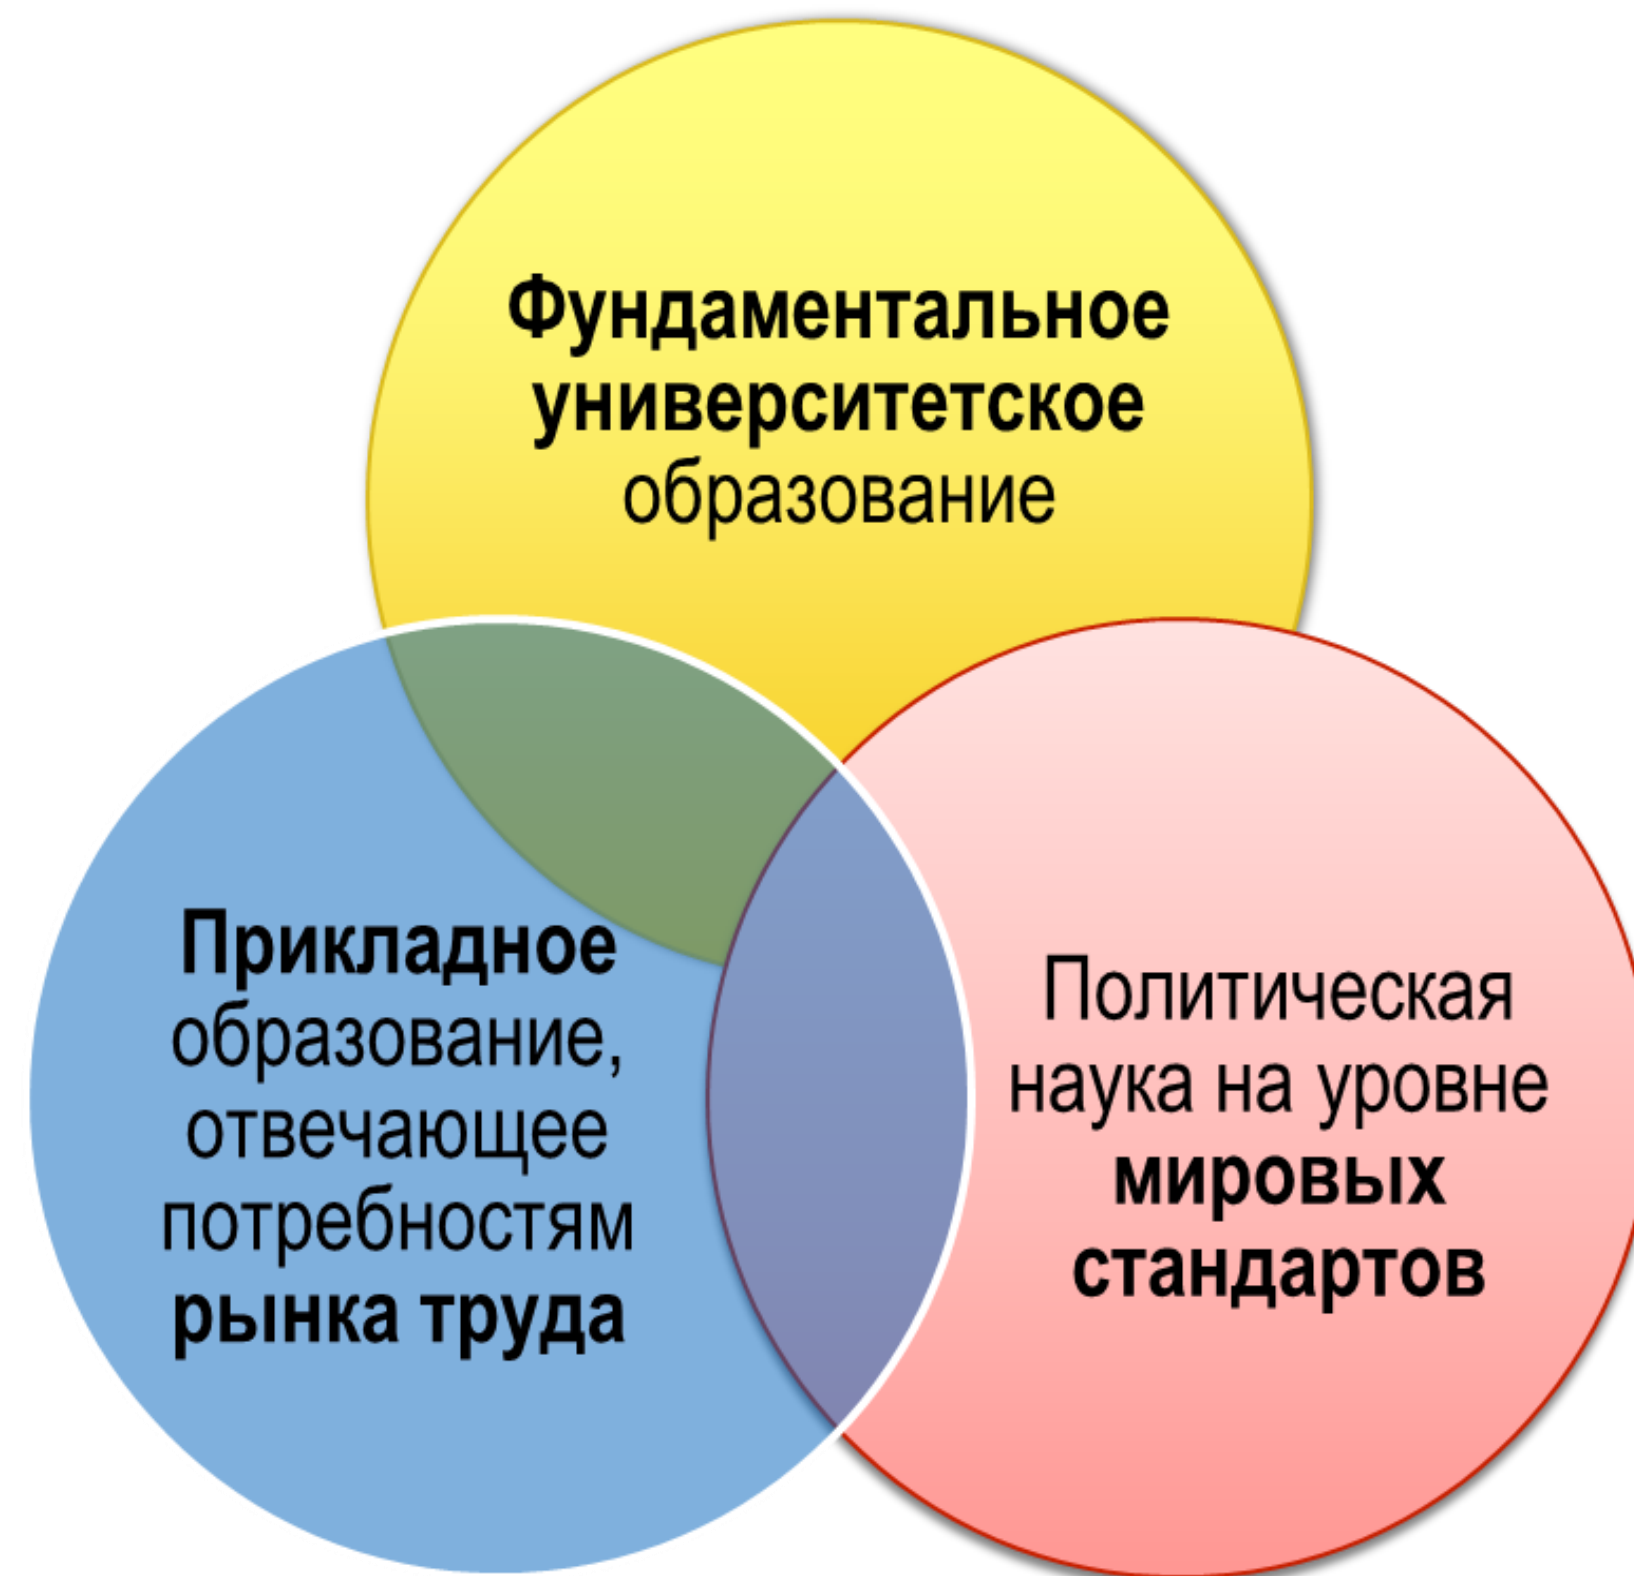 Фундаментальное
университетское
образование
Прикладное
образование,
отвечающее
потребностям
рынка труда
Политическая
наука на уровне
мировых
стандартов